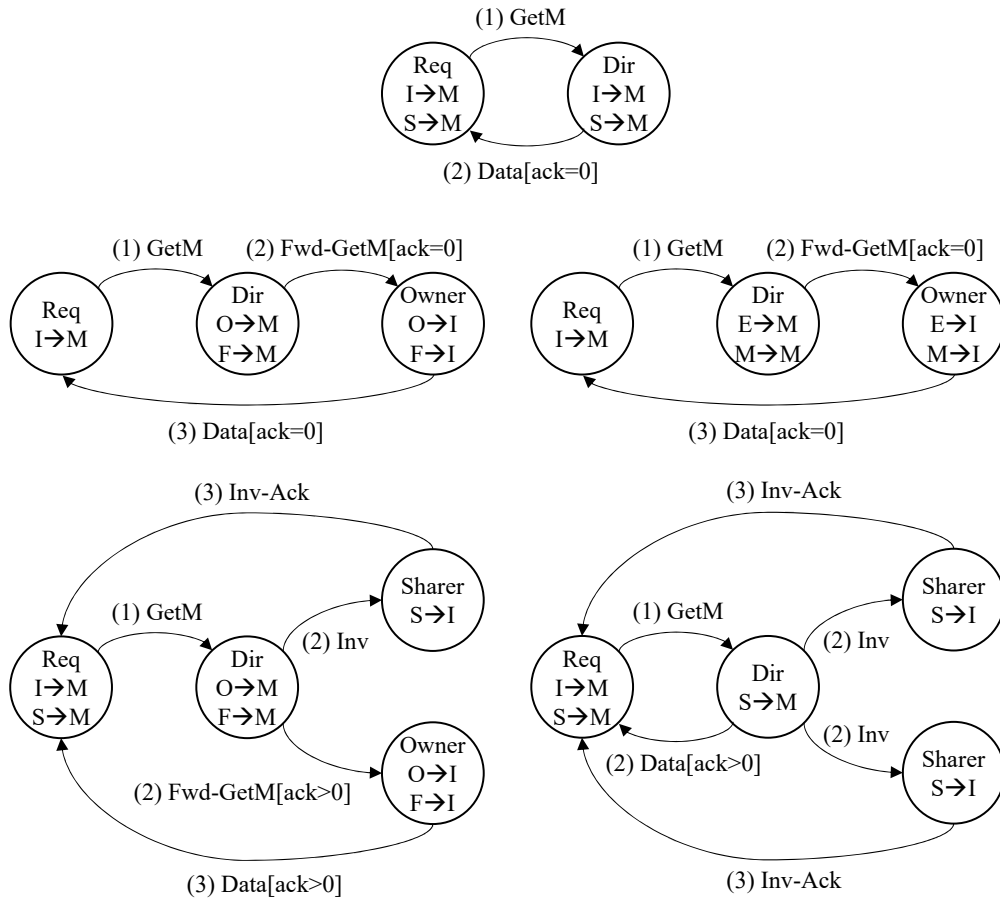 (1) GetM
Req
I→M
S→M
Dir
I→M
S→M
(2) Data[ack=0]
(1) GetM
(2) Fwd-GetM[ack=0]
Req
I→M
Dir
O→M
F→M
Owner
O→I
F→I
(3) Data[ack=0]
(1) GetM
(2) Fwd-GetM[ack=0]
Req
I→M
Dir
E→M
M→M
Owner
E→I
M→I
(3) Data[ack=0]
(3) Inv-Ack
Sharer
S→I
(1) GetM
(2) Inv
Req
I→M
S→M
Dir
O→M
F→M
Owner
O→I
F→I
(2) Fwd-GetM[ack>0]
(3) Data[ack>0]
(3) Inv-Ack
Sharer
S→I
(1) GetM
(2) Inv
Req
I→M
S→M
Dir
S→M
(2) Inv
(2) Data[ack>0]
Sharer
S→I
(3) Inv-Ack